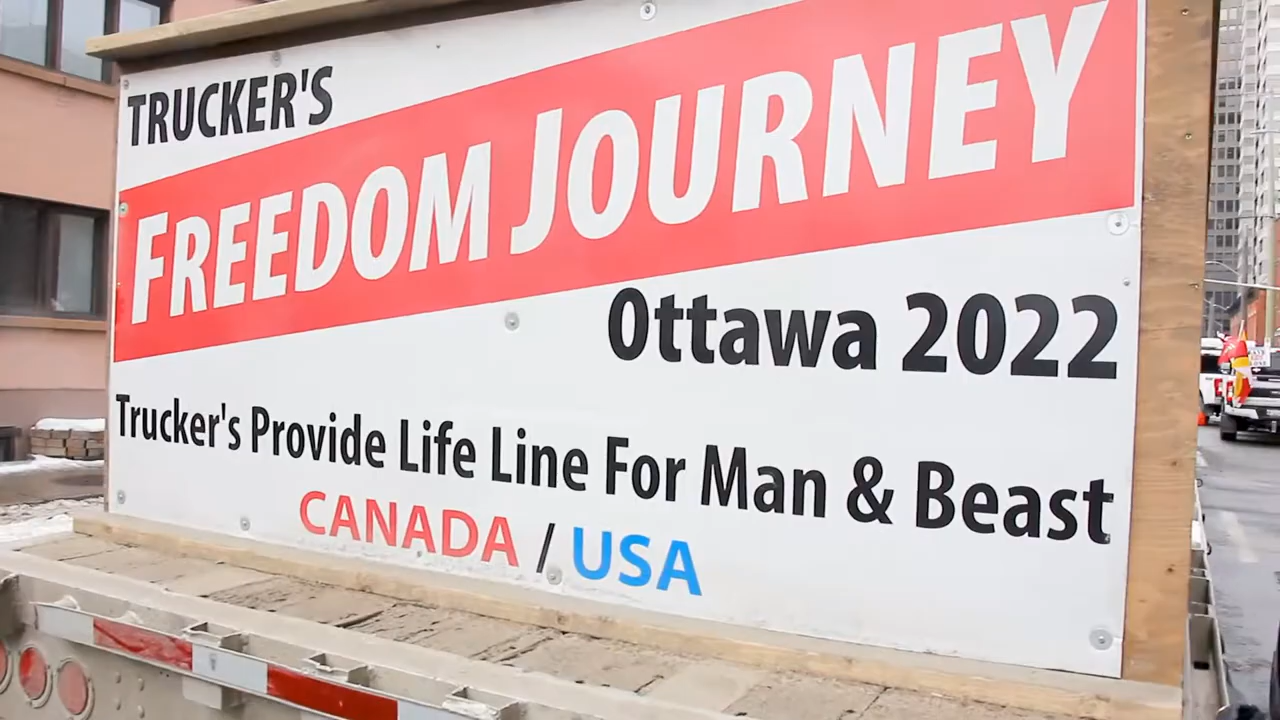 TRUCKER'S
FREEDOM JOURNEY
Ottawa 2022
Trucker's Provide Life Line For Man & Beast
CANADA / USA